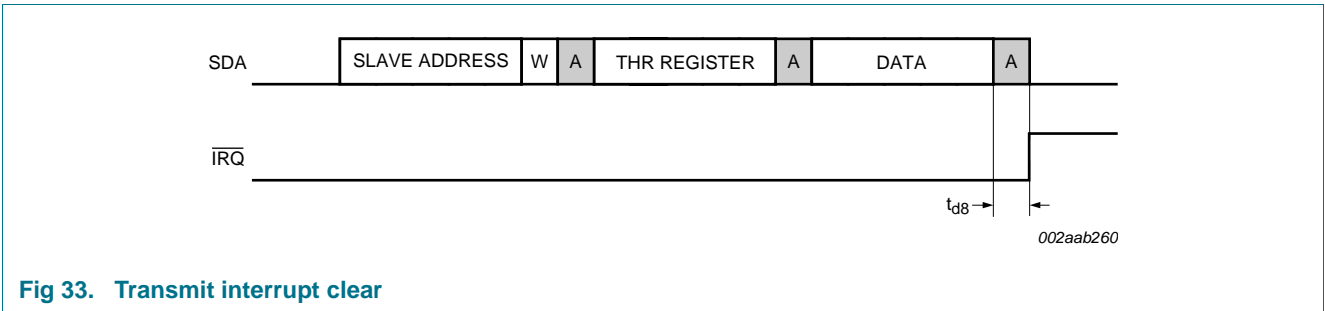 SDA SLAVE ADDRESS W A THR REGISTER A DATA A
IRQ
td8
002aab260
Fig 33. Transmit interrupt clear